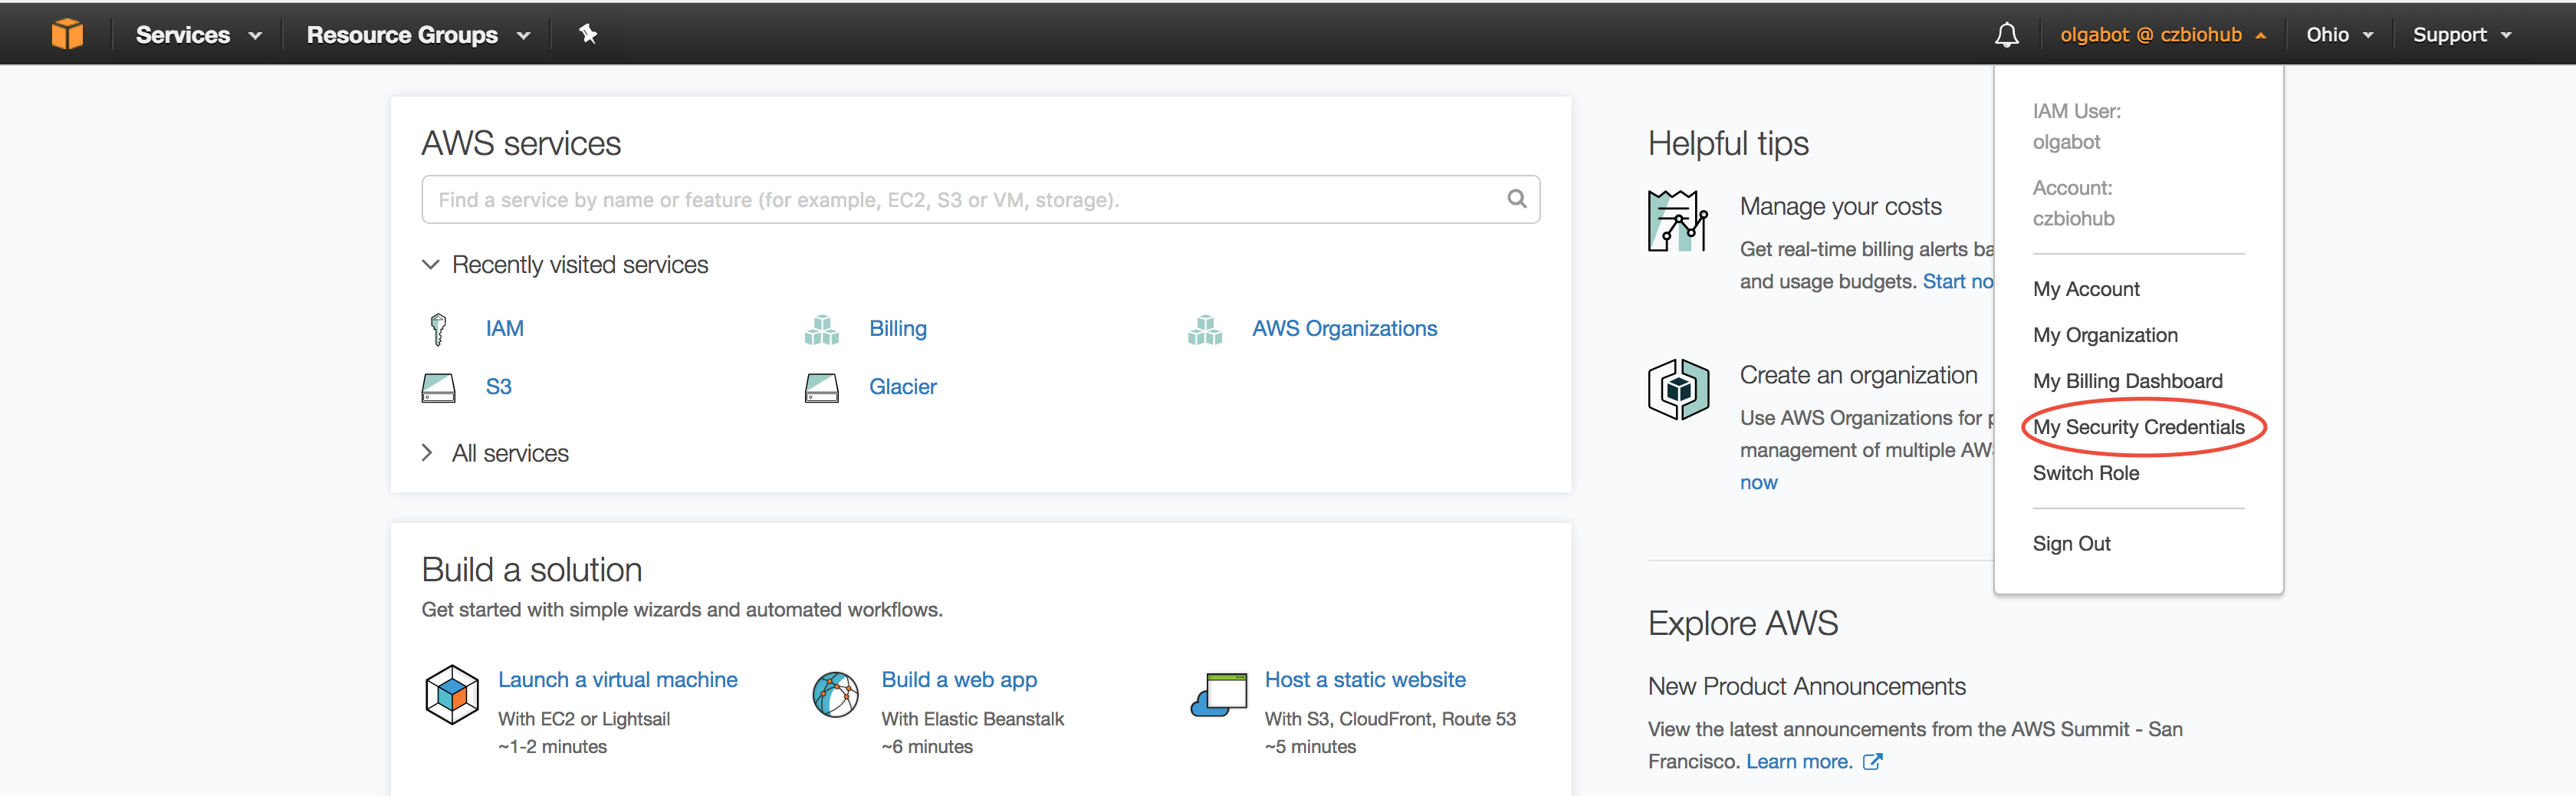 Services
Resource Groups
olgabot @ czbiohub
Ohio
Support
AWS services
Find a service by name or feature (for example, EC2, S3 or VM, storage).
Recently visited services
IAM
Billing
AWS Organizations
S3
Glacier
All services
Build a solution
Get started with simple wizards and automated workflows.
Launch a virtual machine
With EC2 or Lightsail
~1-2 minutes
Build a web app
With Elastic Beanstalk
~6 minutes
Host a static website
With S3, CloudFront, Route 53
~5 minutes
Helpful tips
Manage your costs
Get real-time billing alerts
and usage budgets. Start
Create an organization
Use AWS Organizations for
management of multiple
now
Explore AWS
New Product Announcements
View the latest announcements from the AWS Summit - San
Francisco. Learn more.
IAM User:
olgabot
Account:
czbiohub
My Account
My Organization
My Billing Dashboard
My Security Credentials
Switch Role
Sign Out